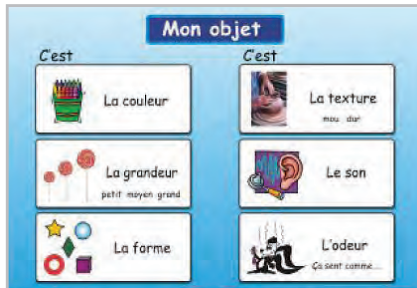 Mon objet
C'est
La couleur
La grandeur
petit moyen grand
La forme
C'est
La texture
mou dur
Le son
L'odeur
Ça sent comme...